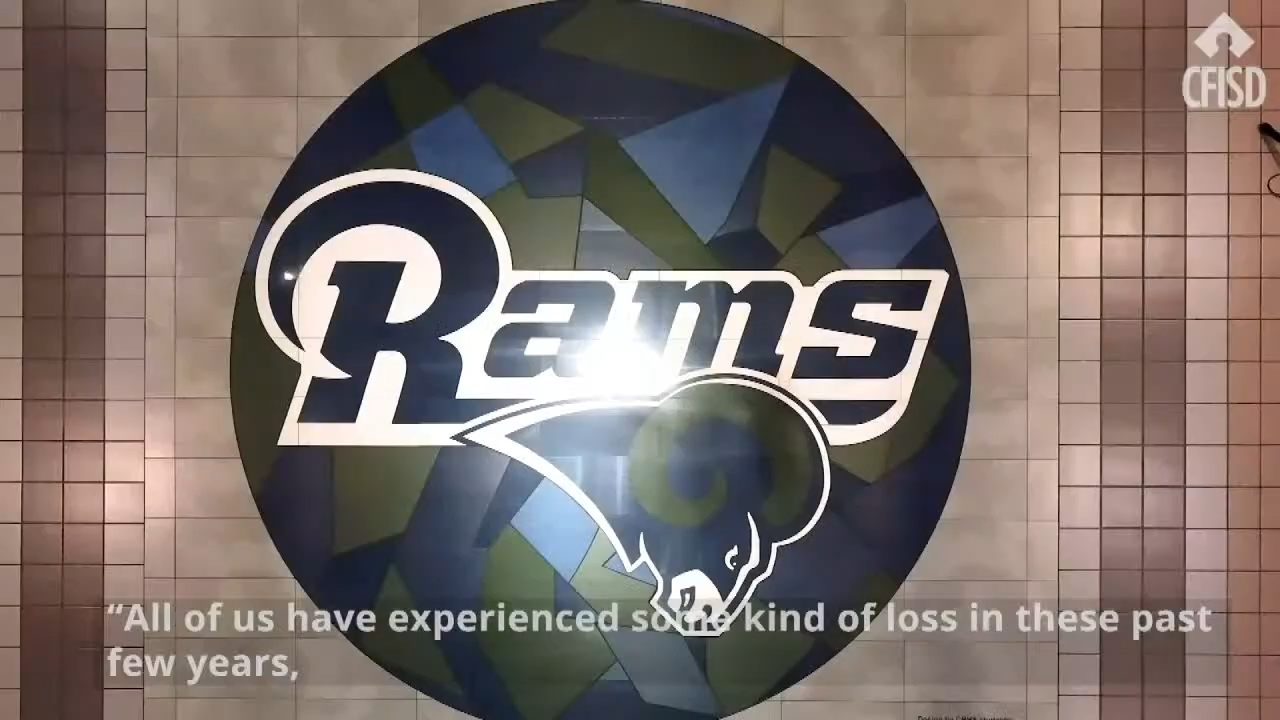 CFISD
Rams
“All of us have experienced some kind of loss in these past
few years,